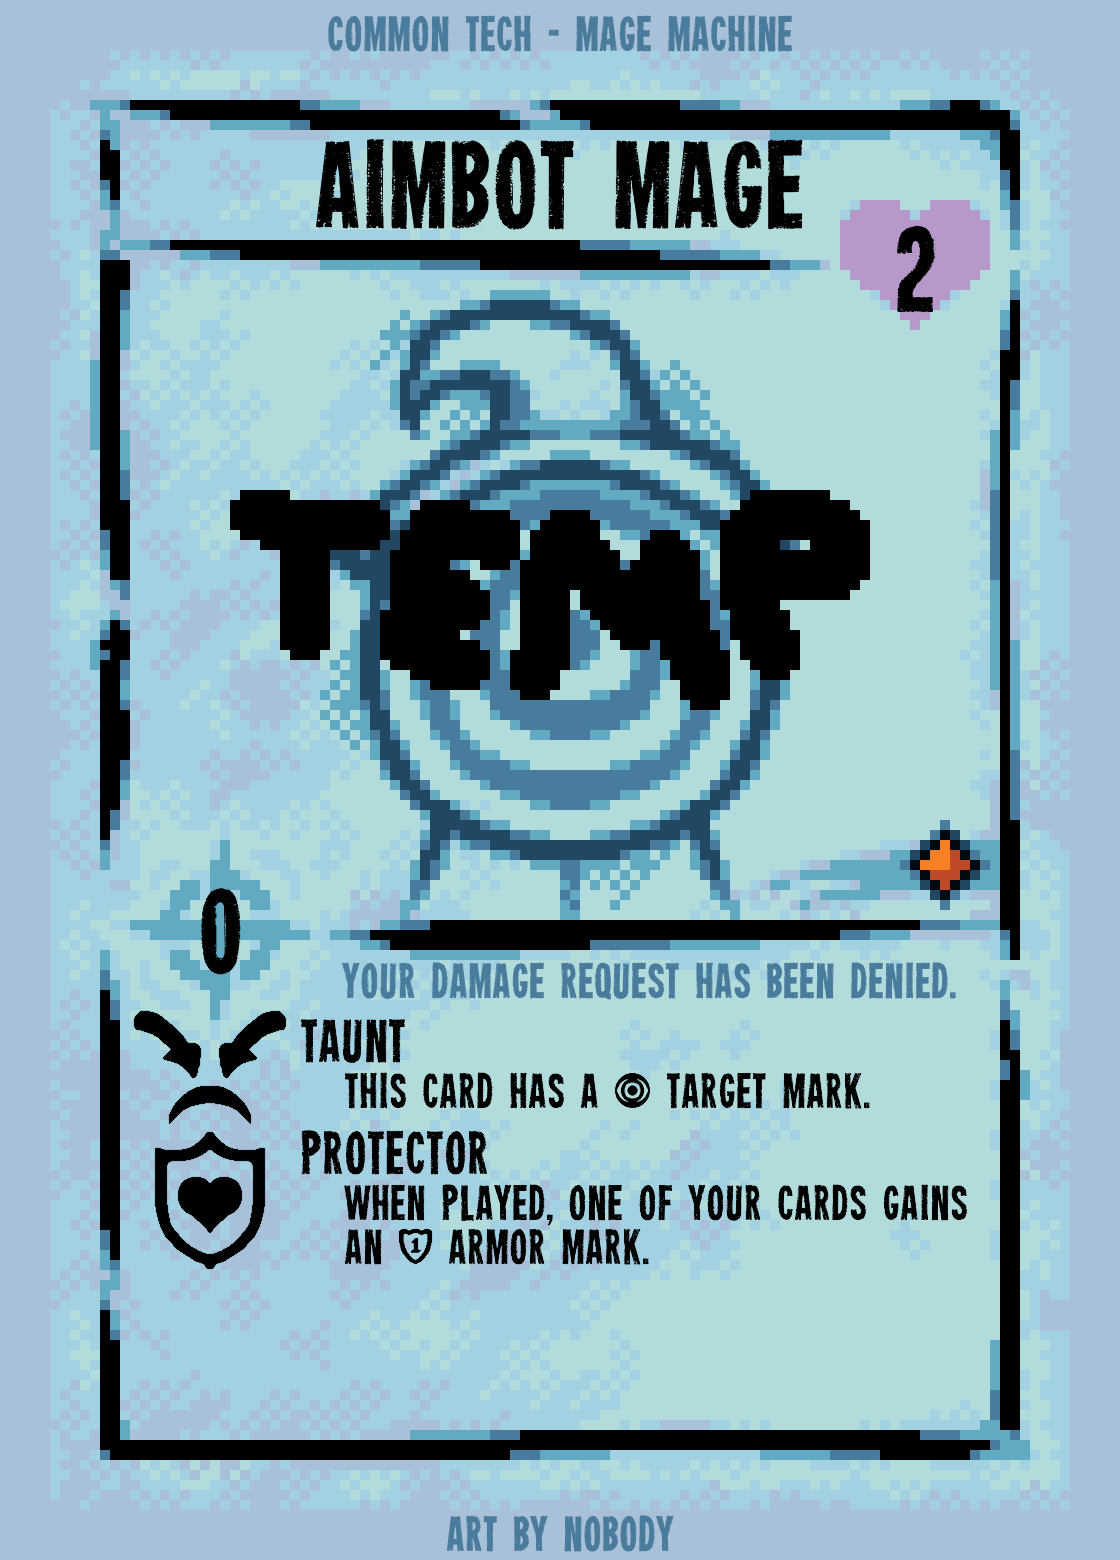 COMMON TECH - MAGE MACHINE
AIMBOT MAGE
2
TEMP
0
YOUR DAMAGE REQUEST HAS BEEN DENIED.
TAUNT
THIS CARD HAS A TARGET MARK.
PROTECTOR
WHEN PLAYED, ONE OF YOUR CARDS GAINS
AN 1 ARMOR MARK.
ART BY NOBODY